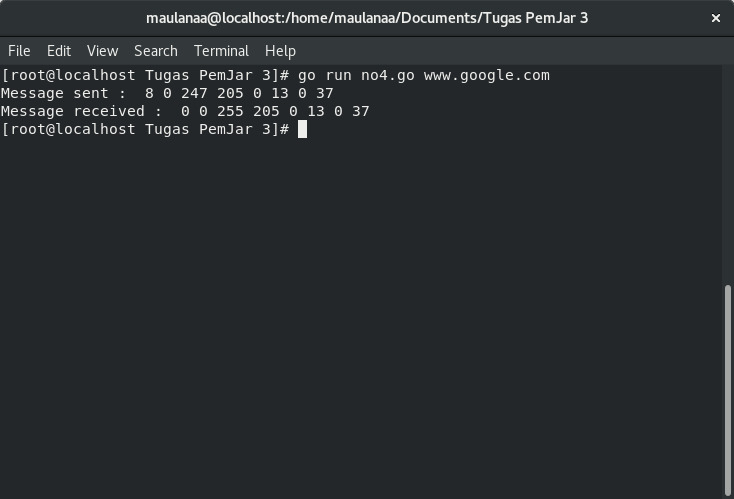 maulanaa@localhost:/home/maulanaa/Documents/Tugas PemJar 3 ×
File Edit View Search Terminal Help
[root@localhost Tugas PemJar 3]# go run no4.go www.google.com
Message sent :  8 0 247 205 0 13 0 37
Message received :  0 0 255 205 0 13 0 37
[root@localhost Tugas PemJar 3]#